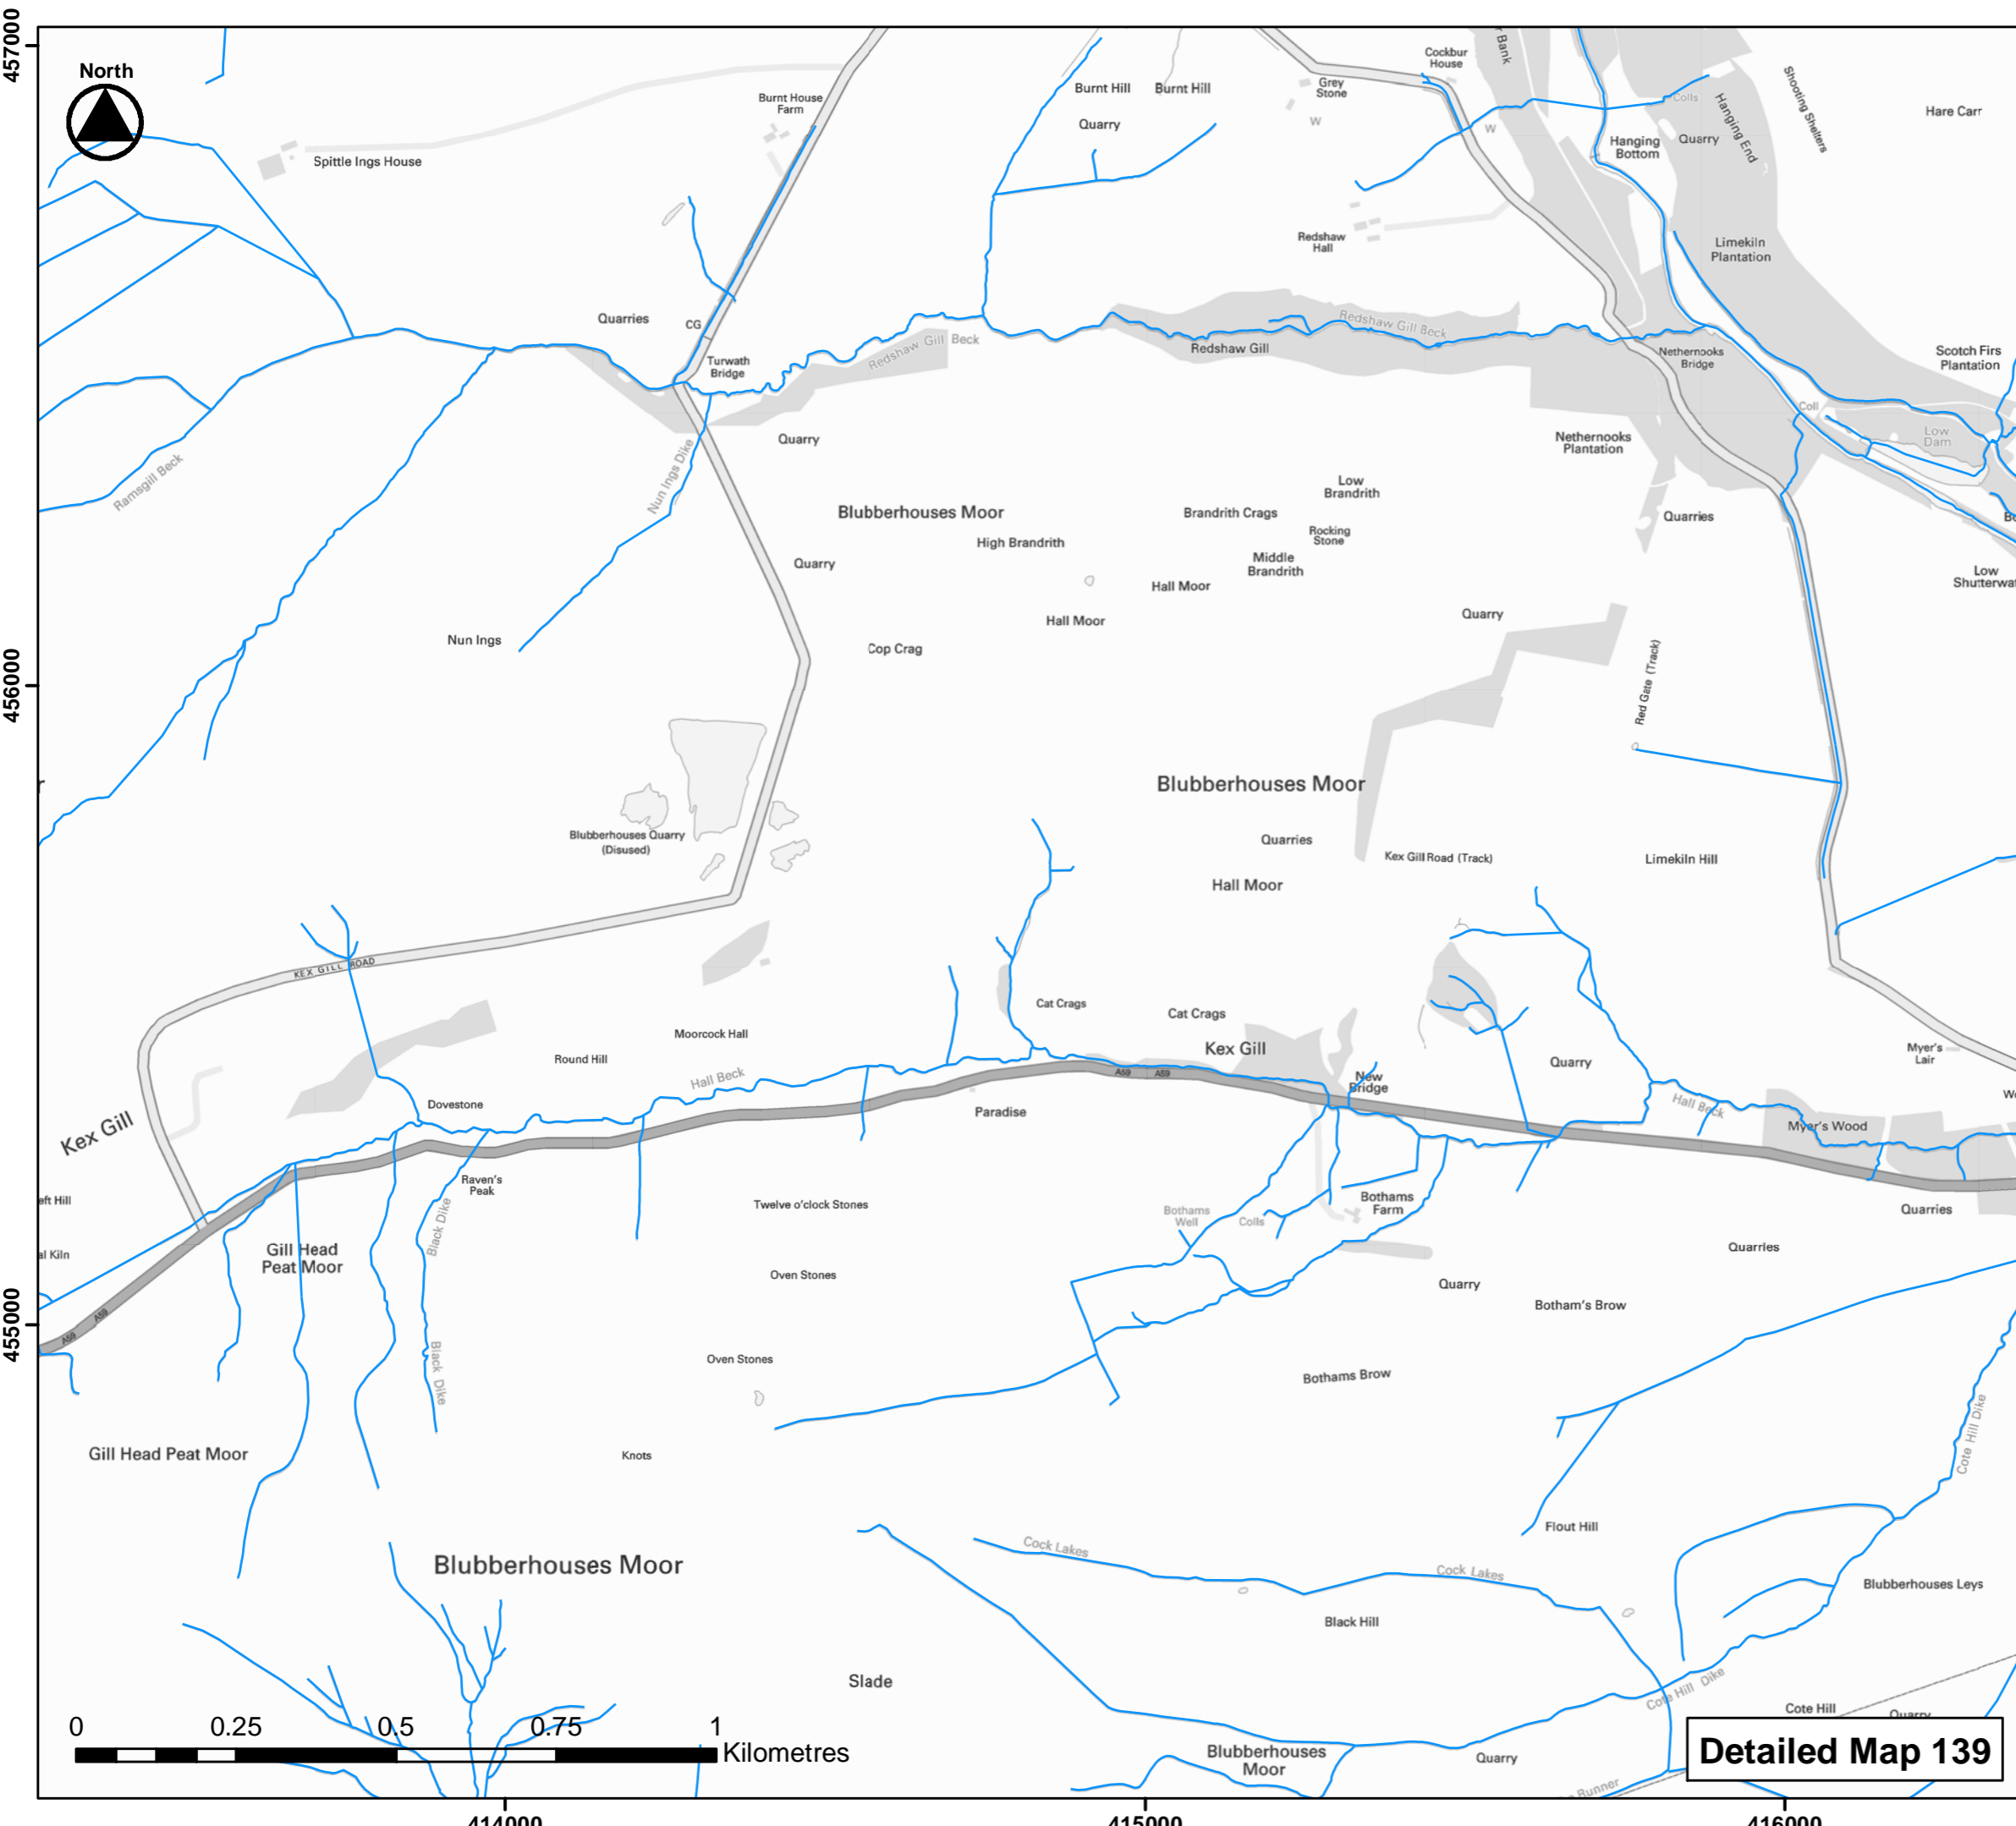 457000
456000
455000
North
Burnt House
Farm
Spittle Ings House
Burnt Hill
Burnt Hill
Quarry
Grey
Stone
W
Cockbur
House
r Bank
W
Colls
Hanging
Bottom
Quarry
Hanging End
Shooting Shelters
Hare Carr
Redshaw
Hall
Limekiln
Plantation
Quarries
CG
Turwath
Bridge
Redshaw Gill Beck
Redshaw Gill Beck
Redshaw Gill
Nethernooks
Bridge
Scotch Firs
Plantation
Coll
Low
Dam
Ramsgill Beck
Nun Ings Dike
Quarry
Nethernooks
Plantation
Low
Brandrith
Blubberhouses Moor
Brandrith Crags
Quarries
High Brandrith
Rocking
Stone
Quarry
Middle
Brandrith
Hall Moor
Low
Shutterwat
Hall Moor
Quarry
Nun Ings
Cop Crag
Red Gate (Track)
Blubberhouses Moor
Blubberhouses Quarry
(Disused)
Quarries
Kex Gill Road (Track)
Limekiln Hill
Hall Moor
KEX GILL ROAD
Cat Crags
Cat Crags
Moorcock Hall
Kex Gill
Round Hill
Quarry
Myer's
Lair
Hall Beck
A59
A59
New
Bridge
Dovestone
Paradise
Hall Beck
Myer's Wood
Kex Gill
Raven's
Peak
Black Dike
eft Hill
Twelve o'clock Stones
Bothams
Well
Colls
Bothams
Farm
Quarries
al Kiln
Gill Head
Peat Moor
Oven Stones
Quarries
Quarry
Botham's Brow
A59
A59
Black Dike
Oven Stones
Bothams Brow
Cote Hill Dike
Gill Head Peat Moor
Knots
Flout Hill
Cock Lakes
Blubberhouses Moor
Cock Lakes
Blubberhouses Leys
Black Hill
Slade
Cote Hill Dike
Cote Hill
Quarry
0 0.25 0.5 0.75 1
Kilometres
Blubberhouses
Moor
Quarry
Runner
Detailed Map 139
414000
415000
416000